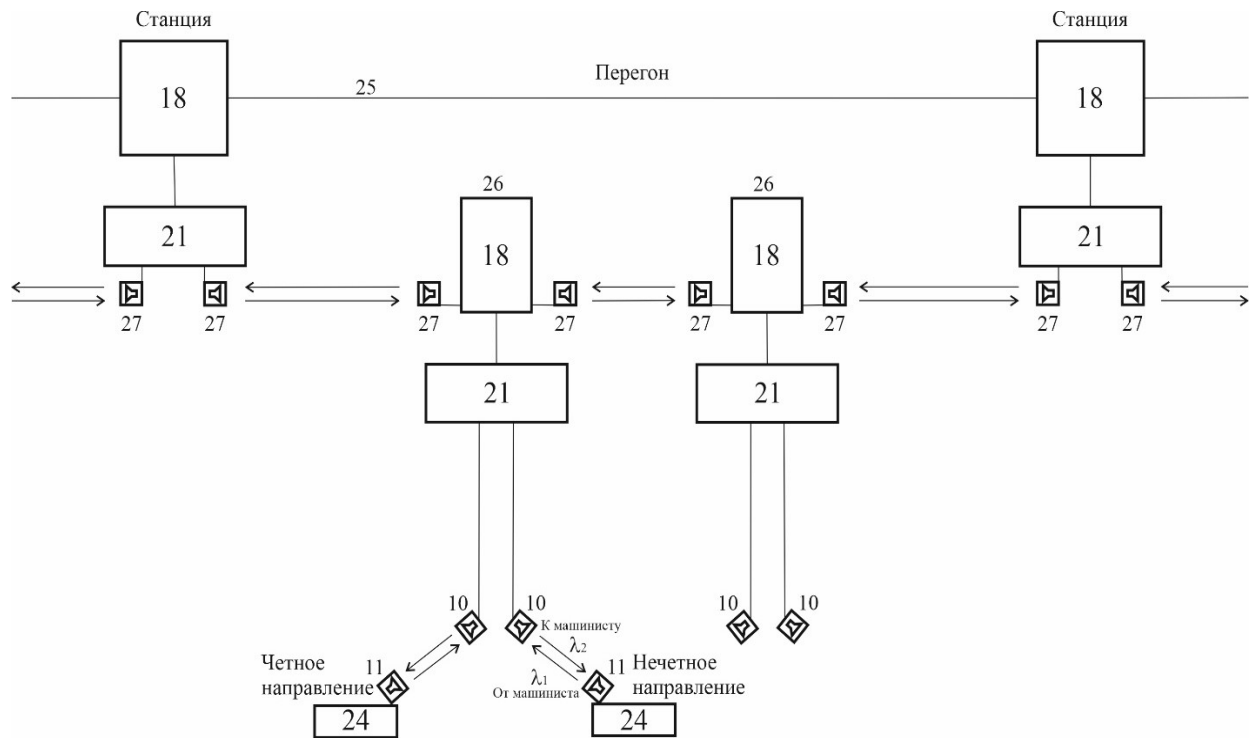 Станция
Станция
Перегон
18
25
18
26
26
21
18
18
21
27
27
27
27
27
27
27
27
21
21
10
10
10
10
К машинисту
λ2
Четное
направление
11
λ1
От машиниста
11
Нечетное
направление
24
24